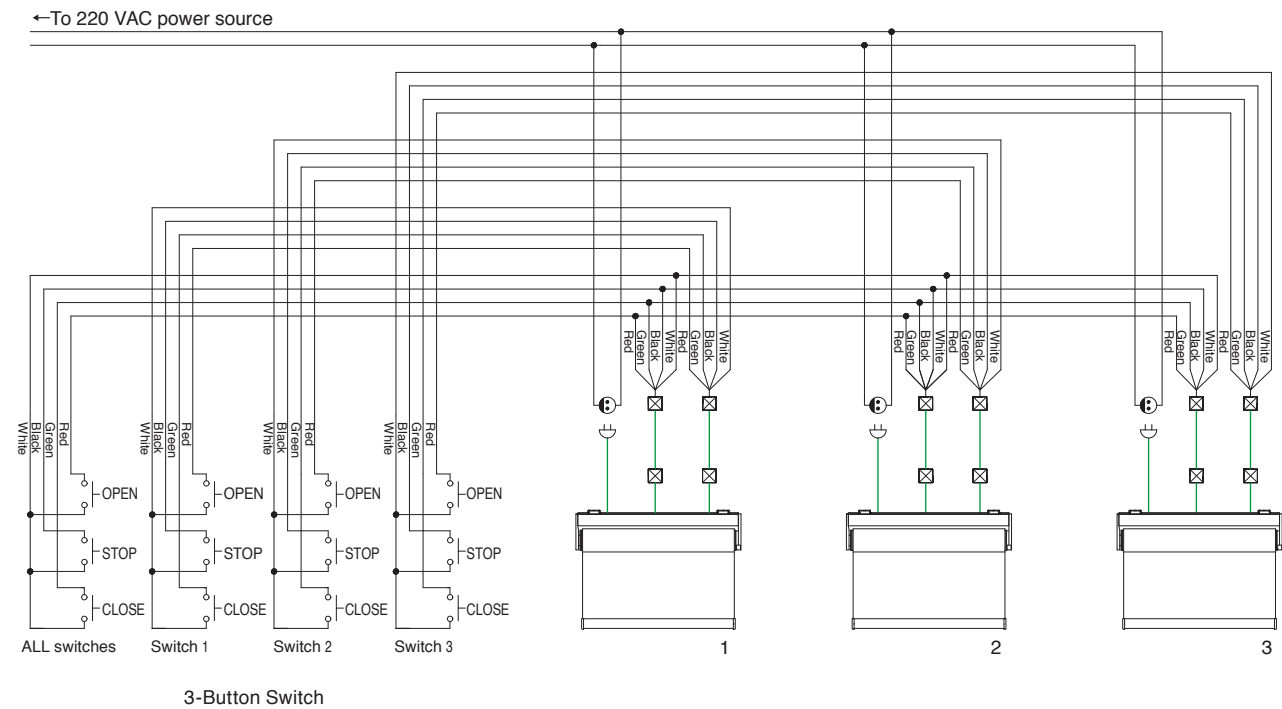 ←To 220 VAC power source
Red
Green
Black
White
Red
Green
Black
White
Red
Green
Black
White
Red
Green
Black
White
Red
Green
Black
White
Red
Green
Black
White
White
Black
Green
Red
White
Black
Green
Red
White
Black
Green
Red
White
Black
Green
Red
OPEN
OPEN
OPEN
OPEN
STOP
STOP
STOP
STOP
CLOSE
CLOSE
CLOSE
CLOSE
ALL switches
Switch 1
Switch 2
Switch 3
1
2
3
3-Button Switch